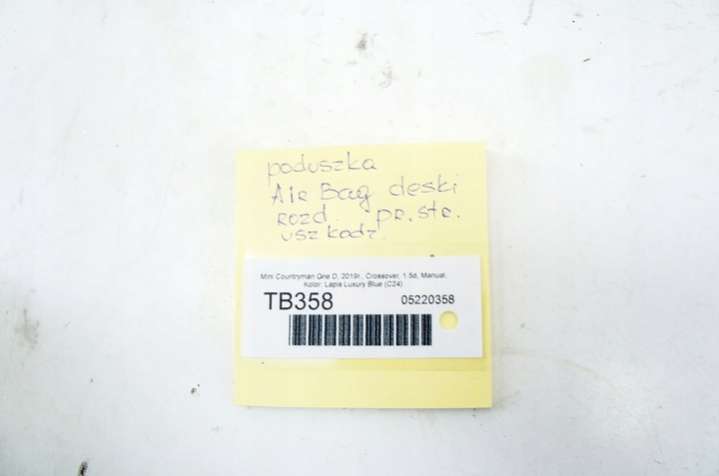 poduszka
Air Bag deski
rozd. pr. str.
uszkodz.
Mini Countryman One D, 2019r., Crossover, 1.5d, Manual,
Kolor: Lapis Luxury Blue (C24)
TB358 05220358